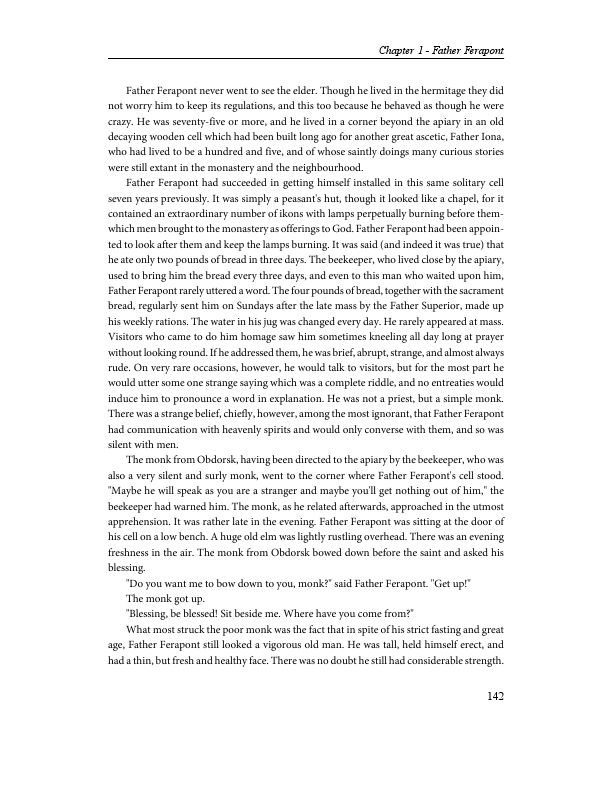 Chapter 1 - Father Ferapont
Father Ferapont never went to see the elder. Though he lived in the hermitage they did
not worry him to keep its regulations, and this too because he behaved as though he were
crazy. He was seventy-five or more, and he lived in a corner beyond the apiary in an old
decaying wooden cell which had been built long ago for another great ascetic, Father Iona,
who had lived to be a hundred and five, and of whose saintly doings many curious stories
were still extant in the monastery and the neighbourhood.
Father Ferapont had succeeded in getting himself installed in this same solitary cell
seven years previously. It was simply a peasant's hut, though it looked like a chapel, for it
contained an extraordinary number of ikons with lamps perpetually burning before them-
which men brought to the monastery as offerings to God. Father Ferapont had been appoin-
ted to look after them and keep the lamps burning. It was said (and indeed it was true) that
he ate only two pounds of bread in three days. The beekeeper, who lived close by the apiary,
used to bring him the bread every three days, and even to this man who waited upon him,
Father Ferapont rarely uttered a word. The four pounds of bread, together with the sacrament
bread, regularly sent him on Sundays after the late mass by the Father Superior, made up
his weekly rations. The water in his jug was changed every day. He rarely appeared at mass.
Visitors who came to do him homage saw him sometimes kneeling all day long at prayer
without looking round. If he addressed them, he was brief, abrupt, strange, and almost always
rude. On very rare occasions, however, he would talk to visitors, but for the most part he
would utter some one strange saying which was a complete riddle, and no entreaties would
induce him to pronounce a word in explanation. He was not a priest, but a simple monk.
There was a strange belief, chiefly, however, among the most ignorant, that Father Ferapont
had communication with heavenly spirits and would only converse with them, and so was
silent with men.
The monk from Obdorsk, having been directed to the apiary by the beekeeper, who was
also a very silent and surly monk, went to the corner where Father Ferapont's cell stood.
"Maybe he will speak as you are a stranger and maybe you'll get nothing out of him," the
beekeeper had warned him. The monk, as he related afterwards, approached in the utmost
apprehension. It was rather late in the evening. Father Ferapont was sitting at the door of
his cell on a low bench. A huge old elm was lightly rustling overhead. There was an evening
freshness in the air. The monk from Obdorsk bowed down before the saint and asked his
blessing.
"Do you want me to bow down to you, monk?" said Father Ferapont. "Get up!"
The monk got up.
"Blessing, be blessed! Sit beside me. Where have you come from?"
What most struck the poor monk was the fact that in spite of his strict fasting and great
age, Father Ferapont still looked a vigorous old man. He was tall, held himself erect, and
had a thin, but fresh and healthy face. There was no doubt he still had considerable strength.
142